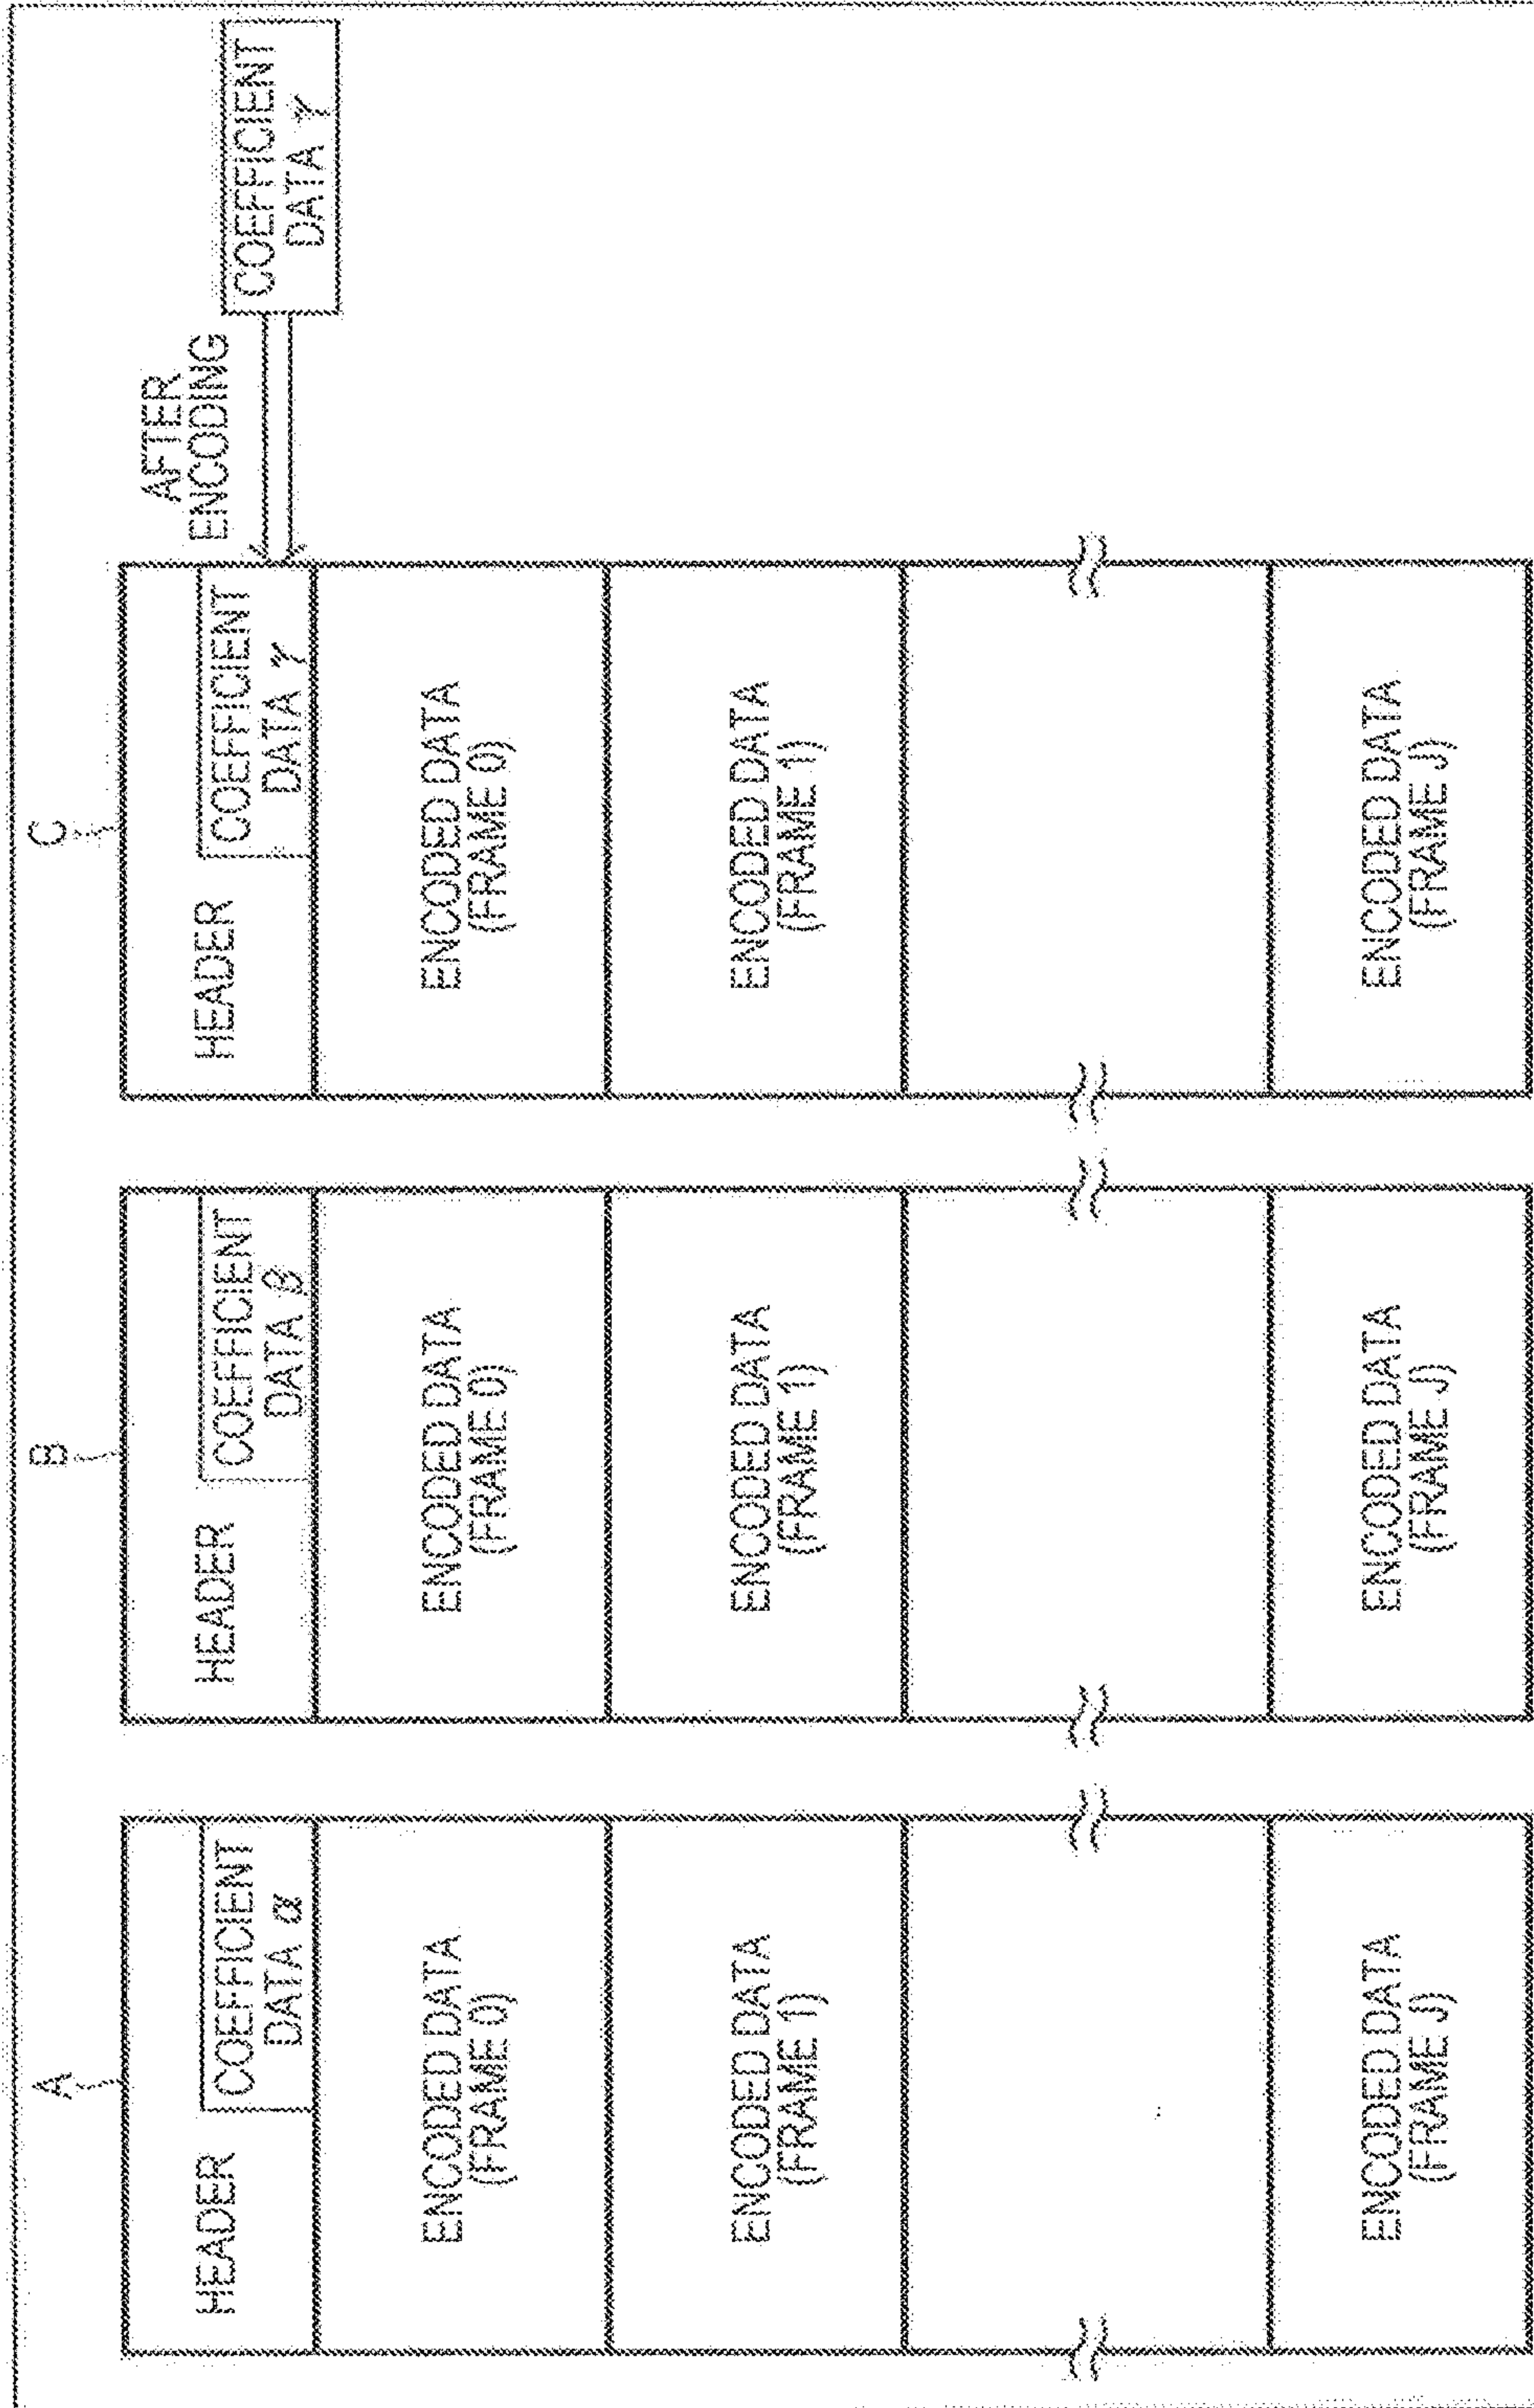 A
HEADER
COEFFICIENT
DATA α
ENCODED DATA
(FRAME 0)
ENCODED DATA
(FRAME 1)
ENCODED DATA
(FRAME J)
B
HEADER
COEFFICIENT
DATA β
ENCODED DATA
(FRAME 0)
ENCODED DATA
(FRAME 1)
ENCODED DATA
(FRAME J)
C
HEADER
COEFFICIENT
DATA γ
ENCODED DATA
(FRAME 0)
ENCODED DATA
(FRAME 1)
ENCODED DATA
(FRAME J)
AFTER
ENCODING
COEFFICIENT
DATA γ